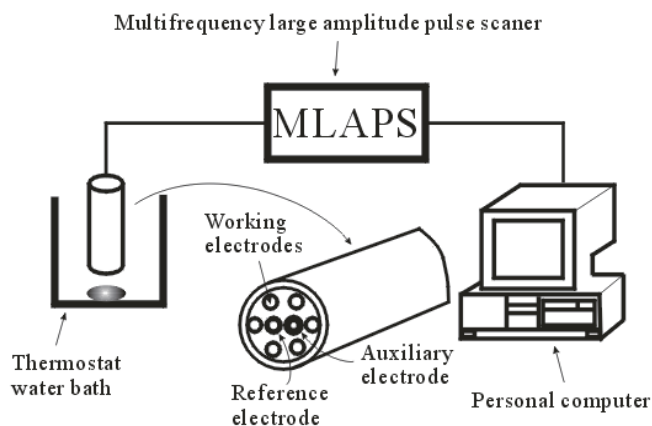 Multifrequency large amplitude pulse scaner
MLAPS
Working
electrodes
Thermostat
water bath
Reference
electrode
Auxiliary
electrode
Personal computer